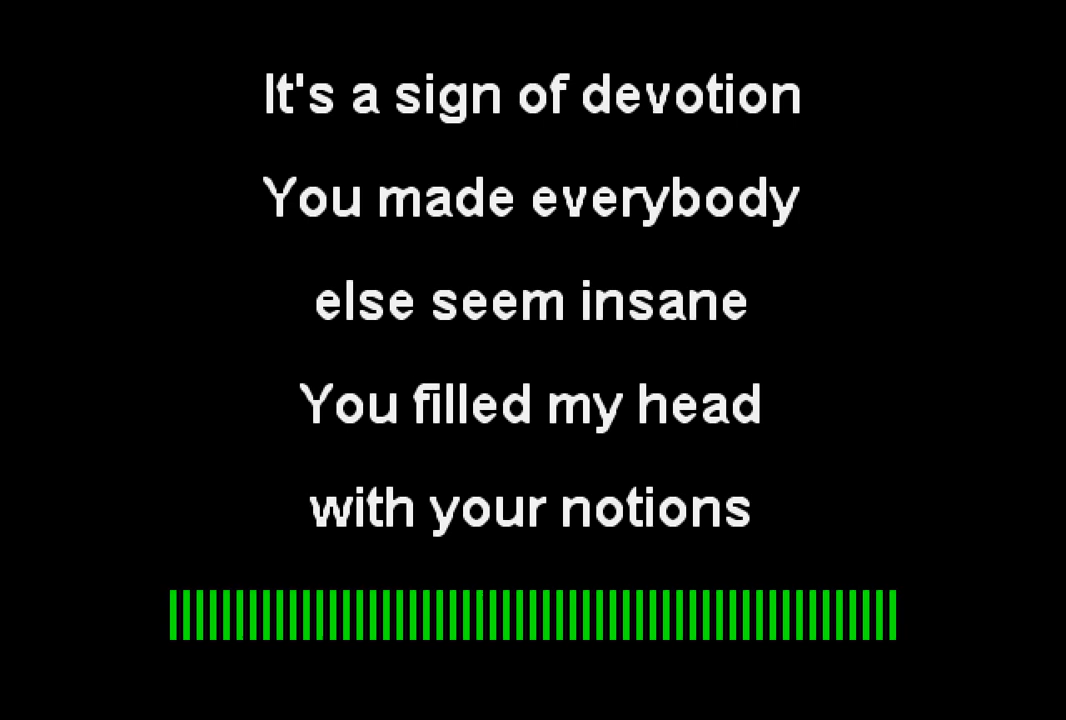 It's a sign of devotion
You made everybody
else seem insane
You filled my head
with your notions